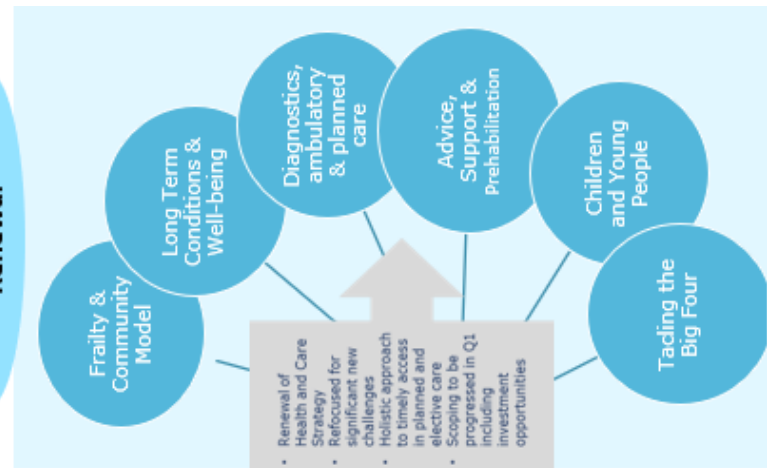 Frailty &
Community
Model
Long Term
Conditions &
Well-being
Diagnostics,
ambulatory
& planned
care
Advice,
Support &
Prehabilitation
Children
and Young
People
Tacling the
Big Four
• Renewal of
Health and Care
Strategy
• Refocused for
significant new
challenges
• Holistic approach
to timely access
in planned and
elective care
• Scoping to be
progressed in Q1
including
investment
opportunities